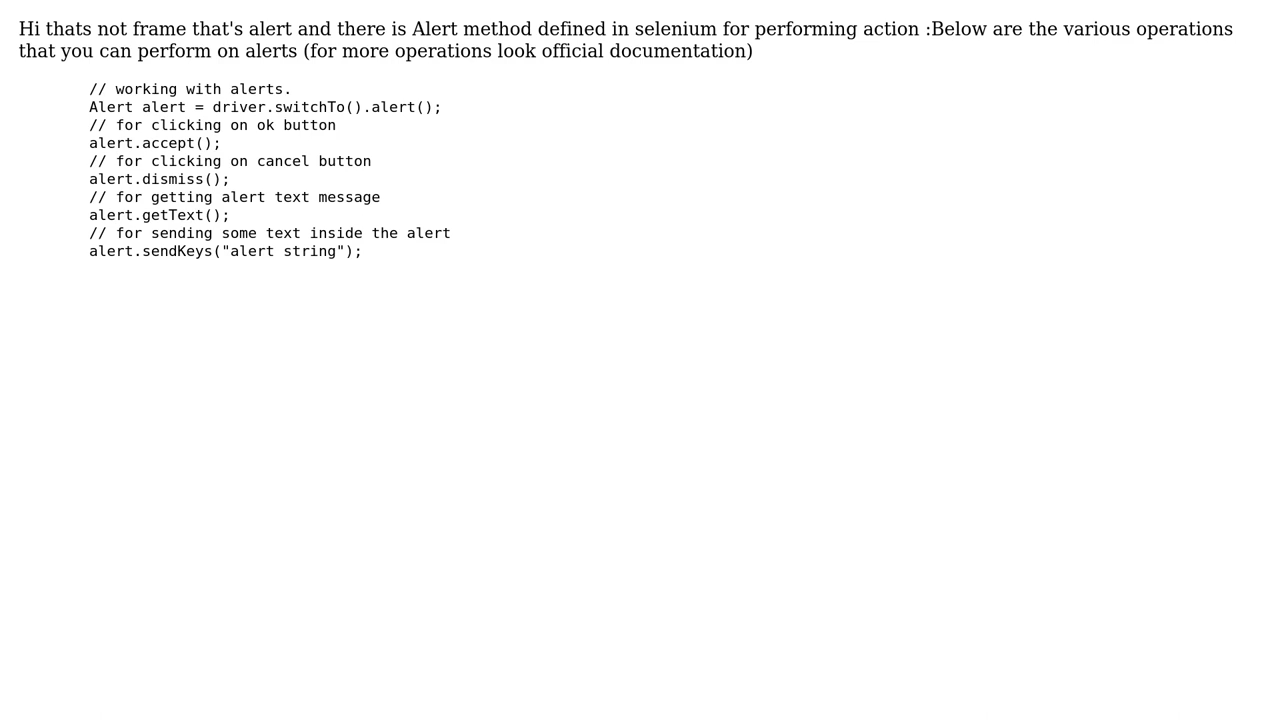 Hi thats not frame that's alert and there is Alert method defined in selenium for performing action :Below are the various operations
that you can perform on alerts (for more operations look official documentation)
// working with alerts.
Alert alert = driver.switchTo().alert();
// for clicking on ok button
alert.accept();
// for clicking on cancel button
alert.dismiss();
// for getting alert text message
alert.getText();
// for sending some text inside the alert
alert.sendKeys("alert string");